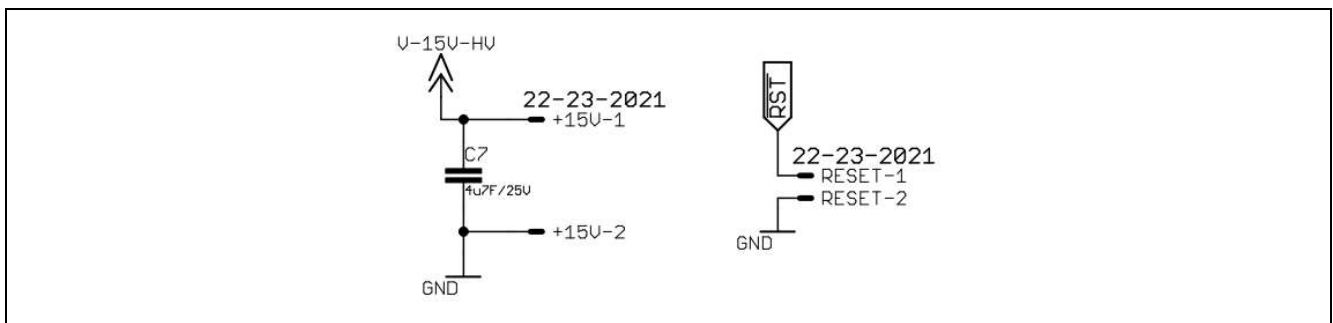 V-15V-HV
22-23-2021
+15V-1
C7
4u7F/25V
+15V-2
GND
RST
22-23-2021
RESET-1
RESET-2
GND